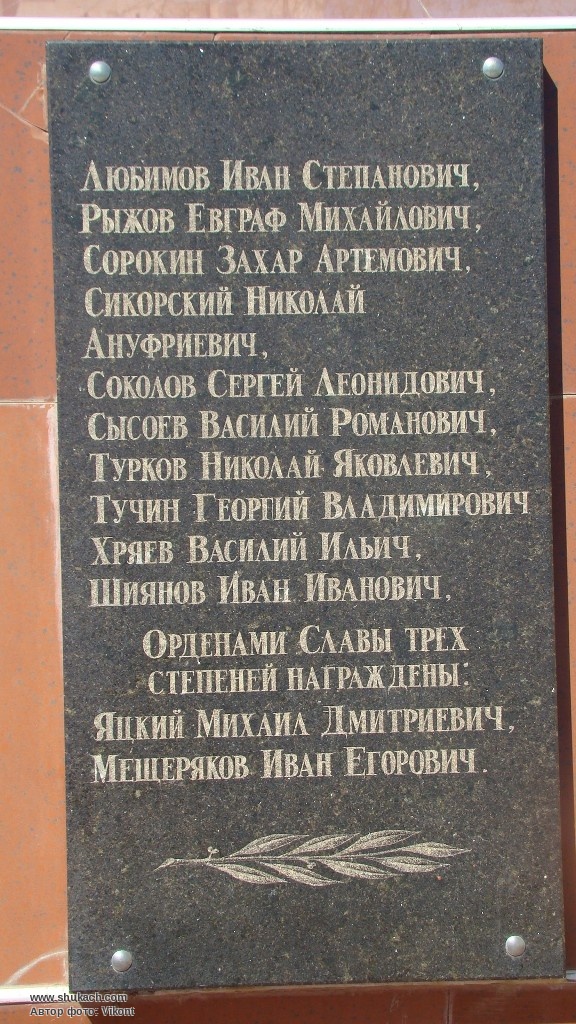 Любимов Иван Степанович,
Рыжов Евграф Михайлович,
Сорокин Захар Артемович,
Сикорский Николай
Ануфриевич,
Соколов Сергей Леонидович,
Сысоев Василий Романович,
Турков Николай Яковлевич,
Тучин Георгий Владимирович
Хряев Василий Ильич,
Шиянов Иван Иванович,
Орденами Славы трех
степеней награждены:
Яцкий Михаил Дмитриевич,
Мещеряков Иван Егорович.
www.shukach.com
Автор фото: Vikont